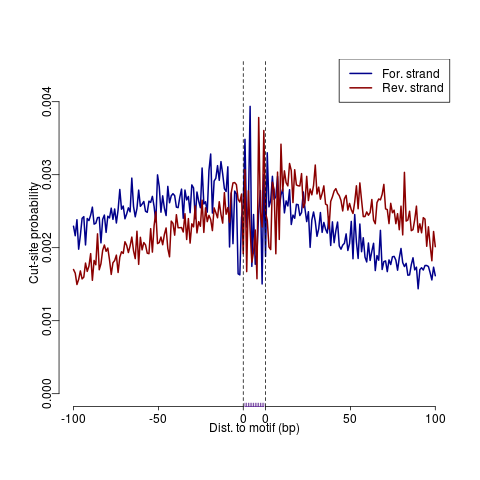 For. strand
Rev. strand
0.004
0.003
0.002
0.001
0.000
Cut-site probability
-100 -50 0 0 50 100
Dist. to motif (bp)